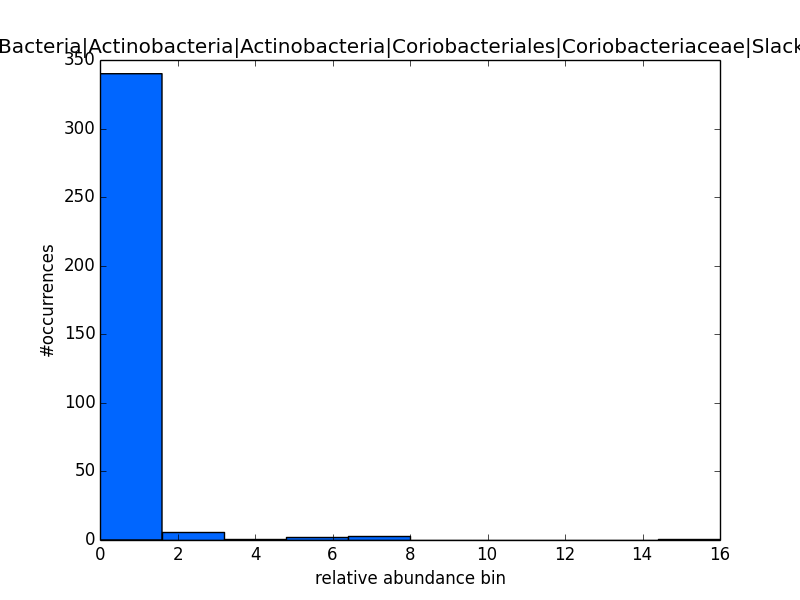 Bacteria|Actinobacteria|Actinobacteria|Coriobacteriales|Coriobacteriaceae|Slack
350
300
250
200
150
100
50
0
#occurrences
0 2 4 6 8 10 12 14 16
relative abundance bin